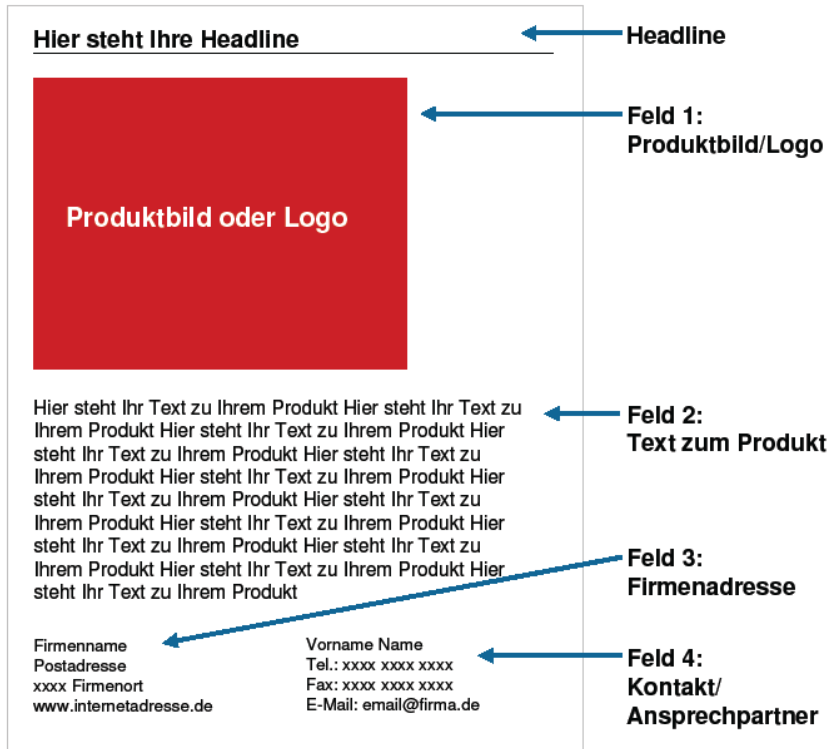 Hier steht Ihre Headline
Headline
Feld 1:
Produktbild/Logo
Produktbild oder Logo
Hier steht Ihr Text zu Ihrem Produkt Hier steht Ihr Text zu
Ihrem Produkt Hier steht Ihr Text zu Ihrem Produkt Hier
steht Ihr Text zu Ihrem Produkt Hier steht Ihr Text zu
Ihrem Produkt Hier steht Ihr Text zu Ihrem Produkt Hier
steht Ihr Text zu Ihrem Produkt Hier steht Ihr Text zu
Ihrem Produkt Hier steht Ihr Text zu Ihrem Produkt Hier
steht Ihr Text zu Ihrem Produkt Hier steht Ihr Text zu
Ihrem Produkt Hier steht Ihr Text zu Ihrem Produkt Hier
steht Ihr Text zu Ihrem Produkt
Feld 2:
Text zum Produkt
Feld 3:
Firmenadresse
Firmenname
Postadresse
xxxx Firmenort
www.internetadresse.de
Vorname Name
Tel.: xxxx xxxx xxxx
Fax: xxxx xxxx xxxx
E-Mail: email@firma.de
Feld 4:
Kontakt/
Ansprechpartner